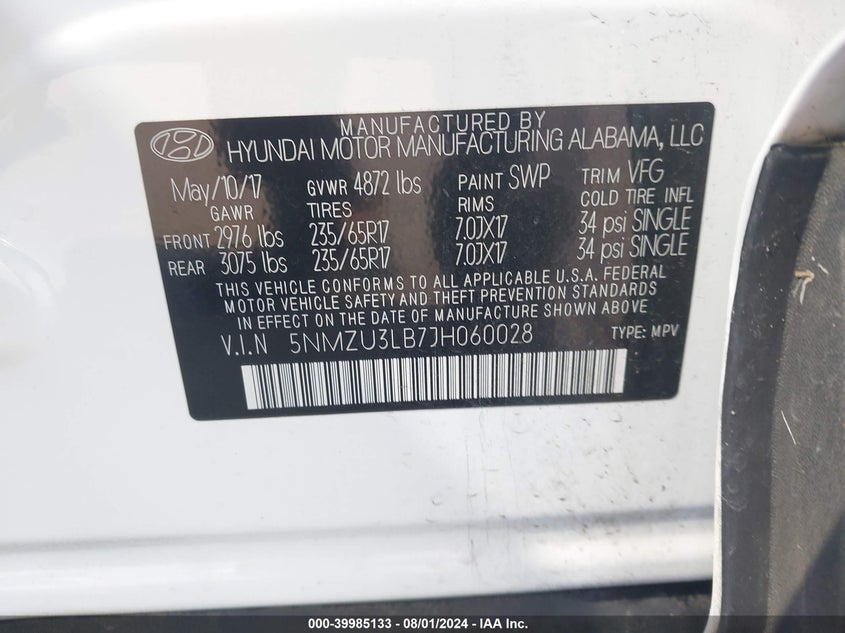 MANUFACTURED BY
HYUNDAI MOTOR MANUFACTURING ALABAMA, LLC
May/10/17 GVWR 4872 lbs PAINT SWP TRIM VFG
GAWR TIRES RIMS COLD TIRE INFL
FRONT 2976 lbs 235/65R17 7.0JX17 34 psi SINGLE
REAR 3075 lbs 235/65R17 7.0JX17 34 psi SINGLE
THIS VEHICLE CONFORMS TO ALL APPLICABLE U.S.A. FEDERAL
MOTOR VEHICLE SAFETY AND THEFT PREVENTION STANDARDS
IN EFFECT ON THE DATE OF MANUFACTURE SHOWN ABOVE
V.I.N 5NMZU3LB7JH060028 TYPE: MPV
000-39985133 - 08/01/2024 - IAA Inc.